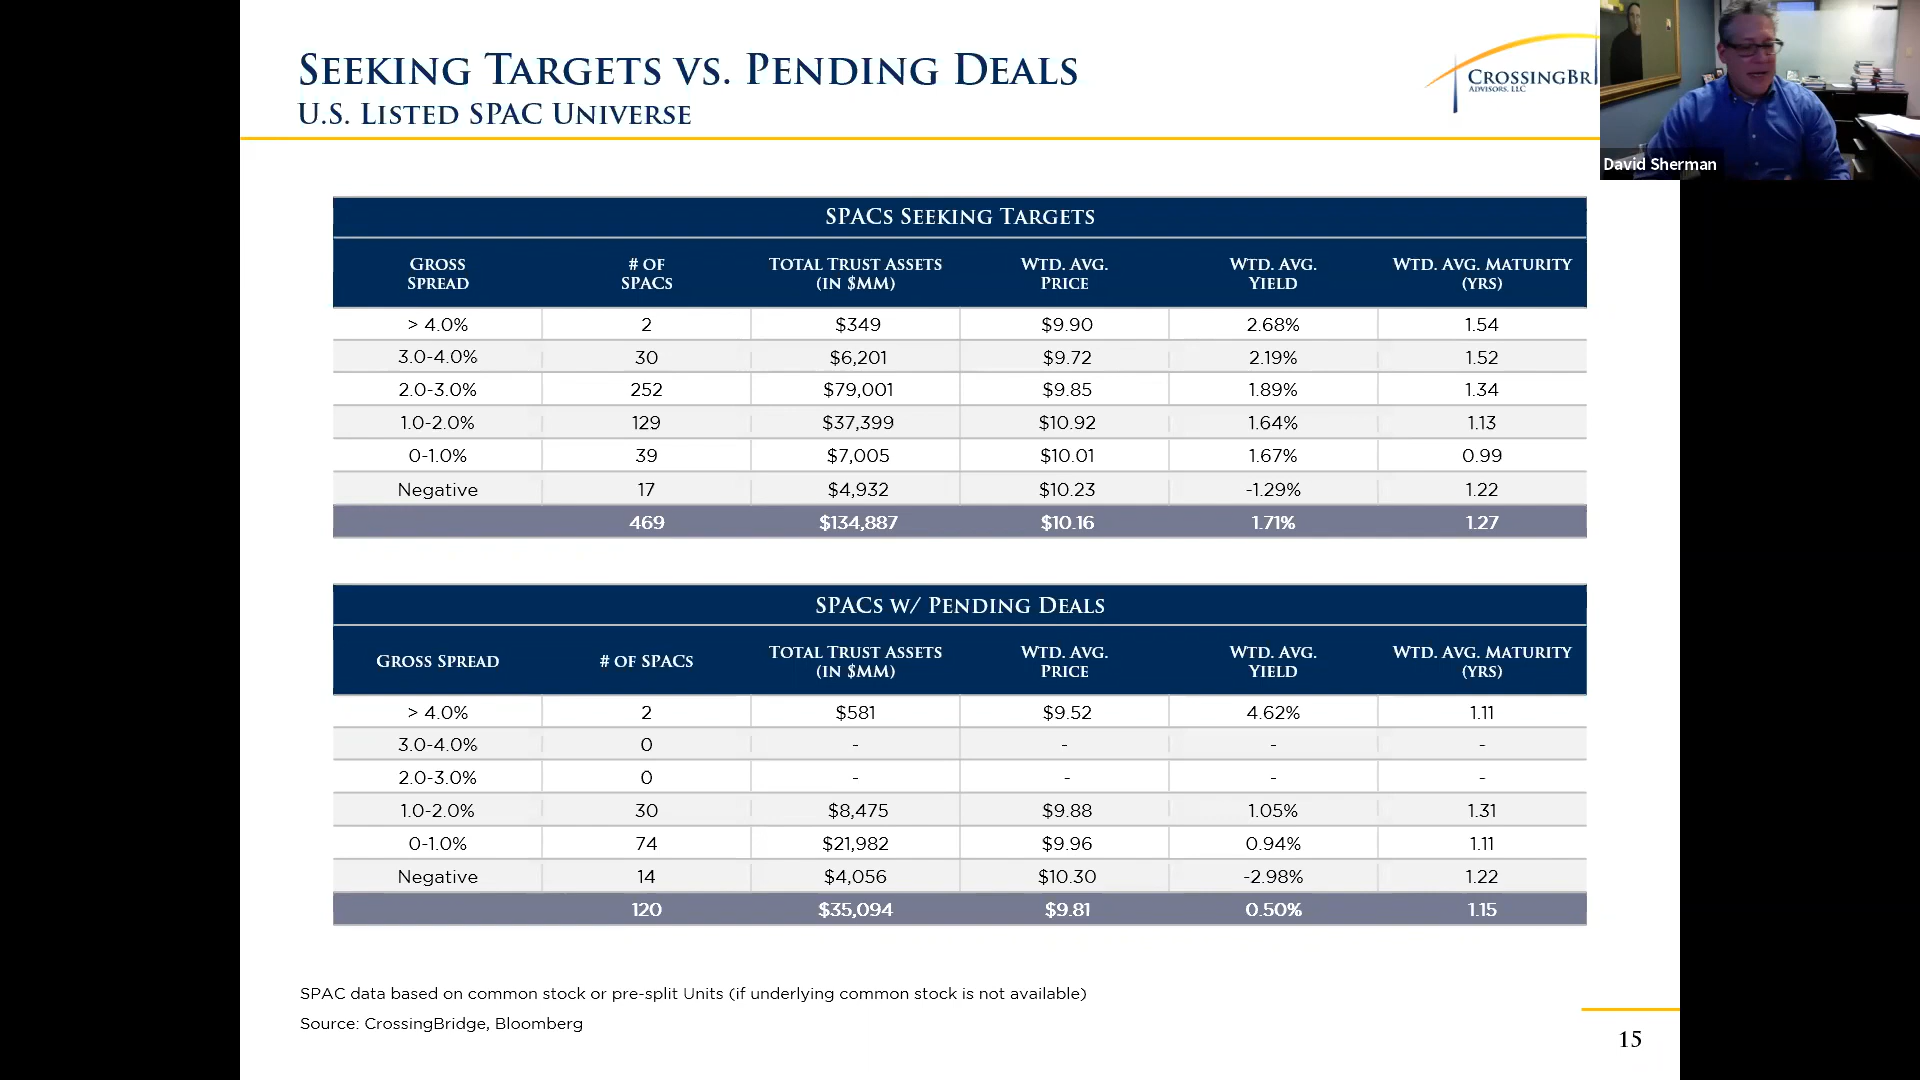 Seeking Targets vs. Pending Deals
U.S. Listed SPAC Universe
CrossingBr
Advisors, LLC
David Sherman
SPACs Seeking Targets
Gross Spread | # of SPACs | Total Trust Assets (in $MM) | Wtd. Avg. Price | Wtd. Avg. Yield | Wtd. Avg. Maturity (yrs)
> 4.0% | 2 | $349 | $9.90 | 2.68% | 1.54
3.0-4.0% | 30 | $6,201 | $9.72 | 2.19% | 1.52
2.0-3.0% | 252 | $79,001 | $9.85 | 1.89% | 1.34
1.0-2.0% | 129 | $37,399 | $10.92 | 1.64% | 1.13
0-1.0% | 39 | $7,005 | $10.01 | 1.67% | 0.99
Negative | 17 | $4,932 | $10.23 | -1.29% | 1.22
469 | $134,887 | $10.16 | 1.71% | 1.27
SPACs w/ Pending Deals
Gross Spread | # of SPACs | Total Trust Assets (in $MM) | Wtd. Avg. Price | Wtd. Avg. Yield | Wtd. Avg. Maturity (yrs)
> 4.0% | 2 | $581 | $9.52 | 4.62% | 1.11
3.0-4.0% | 0 | - | - | - | -
2.0-3.0% | 0 | - | - | - | -
1.0-2.0% | 30 | $8,475 | $9.88 | 1.05% | 1.31
0-1.0% | 74 | $21,982 | $9.96 | 0.94% | 1.11
Negative | 14 | $4,056 | $10.30 | -2.98% | 1.22
120 | $35,094 | $9.81 | 0.50% | 1.15
SPAC data based on common stock or pre-split Units (if underlying common stock is not available)
Source: CrossingBridge, Bloomberg
15